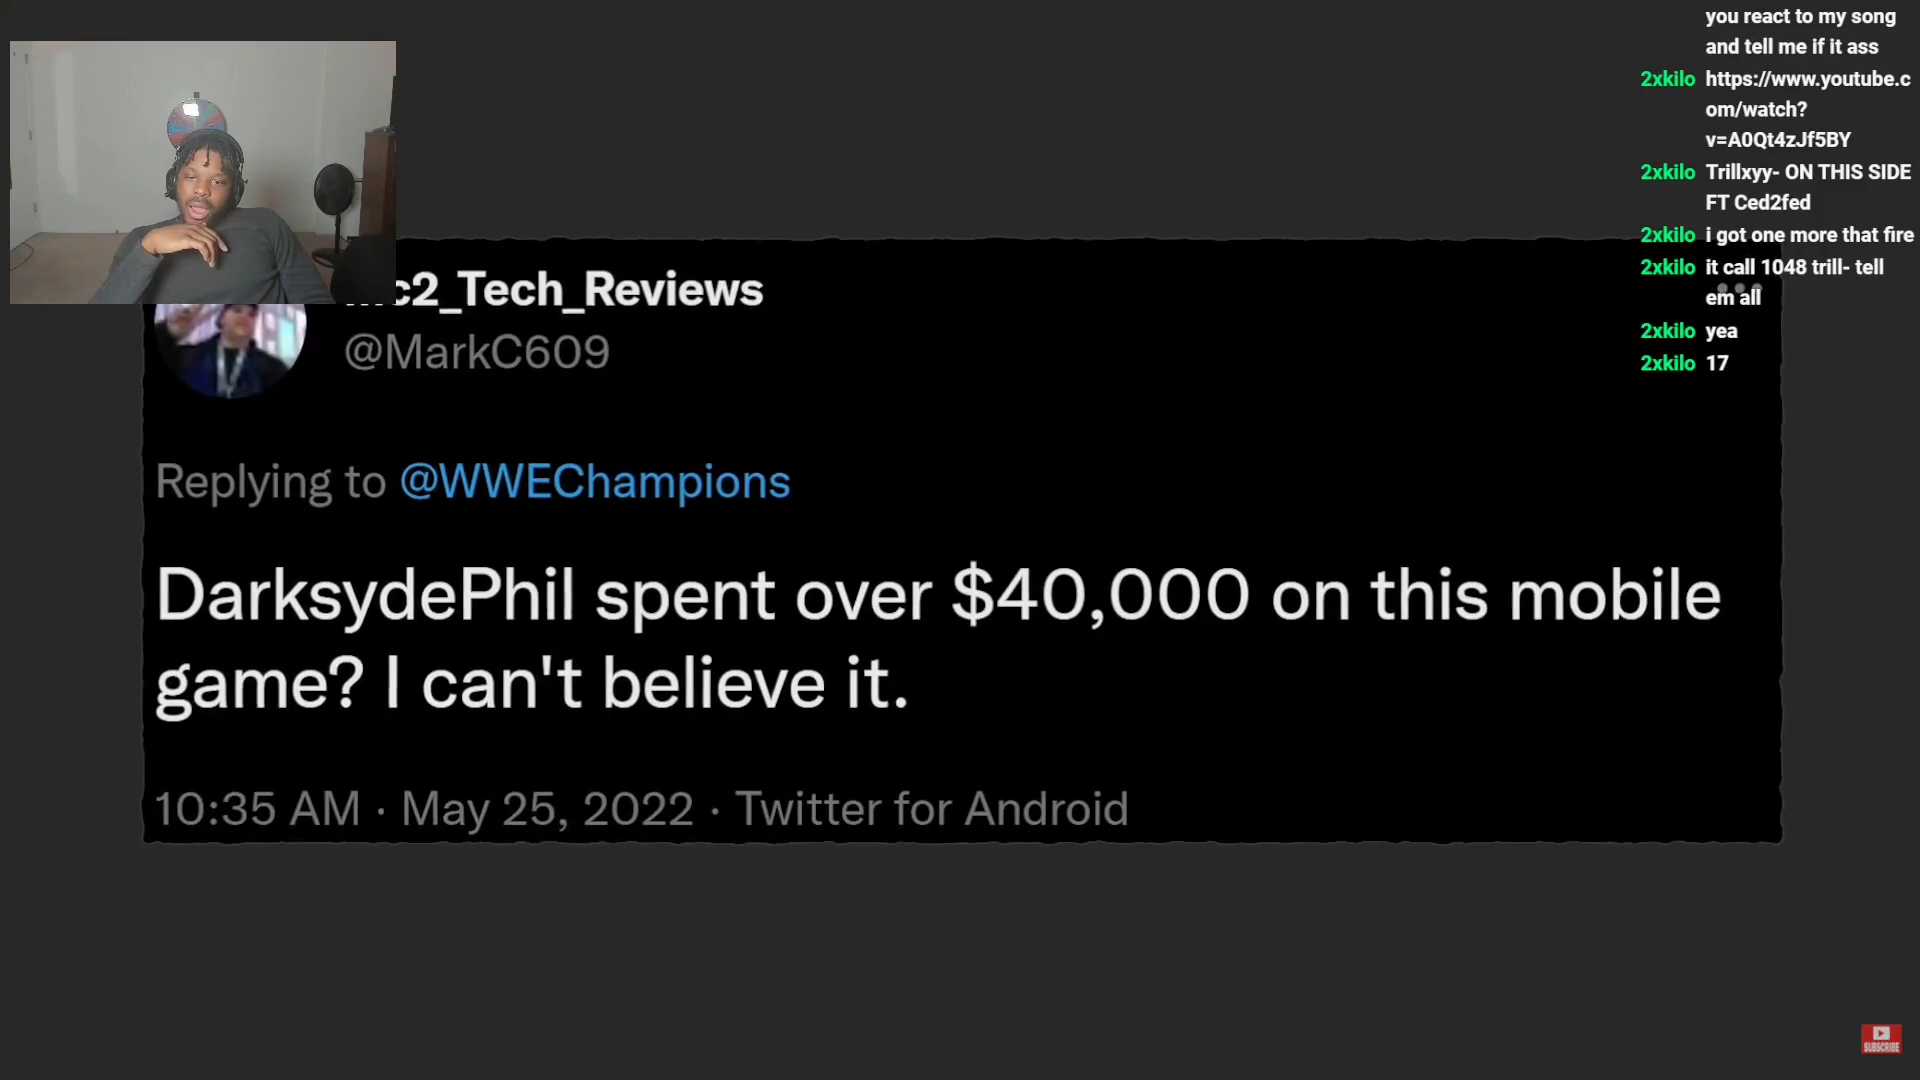 you react to my song
and tell me if it ass
2xkilo https://www.youtube.c
om/watch?
v=A0Qt4zJf5BY
2xkilo Trillxyy- ON THIS SIDE
FT Ced2fed
2xkilo i got one more that fire
2xkilo it call 1048 trill- tell
em all
2xkilo yea
2xkilo 17
c2_Tech_Reviews
@MarkC609
Replying to @WWEChampions
DarksydePhil spent over $40,000 on this mobile
game? I can't believe it.
10:35 AM · May 25, 2022 · Twitter for Android
SUBSCRIBE